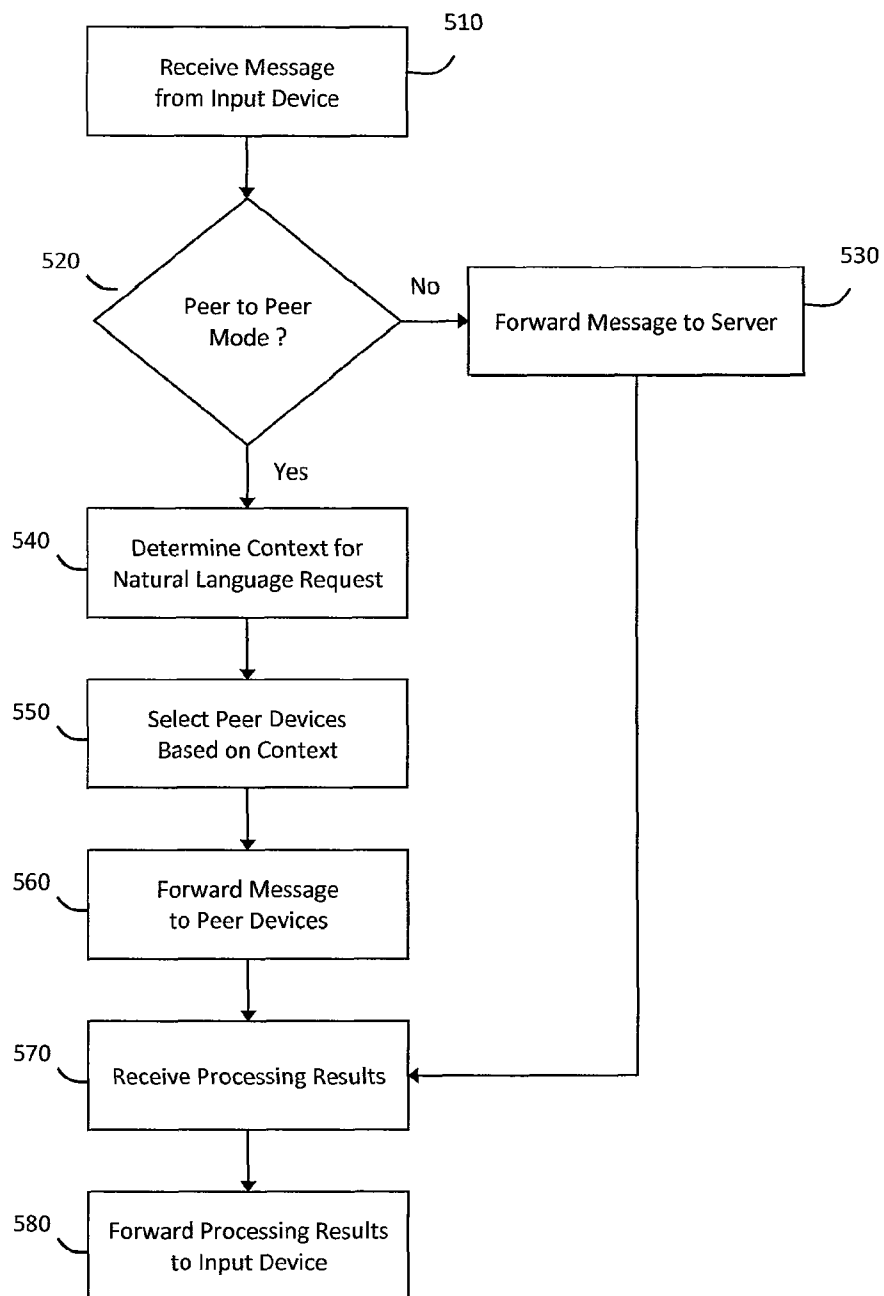 510
Receive Message
from Input Device
520
Peer to Peer
Mode ?
No
530
Forward Message to Server
Yes
540
Determine Context for
Natural Language Request
550
Select Peer Devices
Based on Context
560
Forward Message
to Peer Devices
570
Receive Processing Results
580
Forward Processing Results
to Input Device